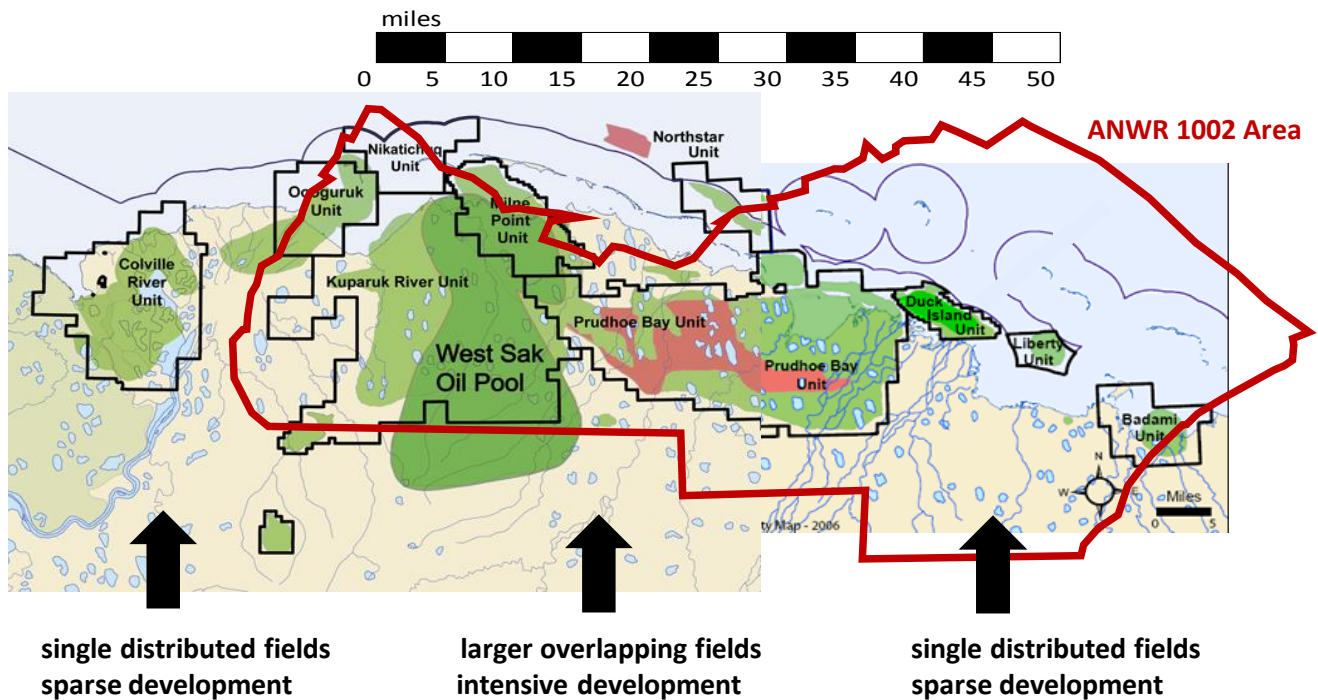 miles
0 5 10 15 20 25 30 35 40 45 50
ANWR 1002 Area
Northstar
Unit
Nikatichuq
Unit
Oooguruk
Unit
Milne
Point
Unit
Colville
River
Unit
Kuparuk River Unit
Prudhoe Bay Unit
Duck
Island
Unit
Liberty
Unit
West Sak
Oil Pool
Prudhoe Bay
Unit
Badami
Unit
N
W E
S
Miles
0 5
ty Map - 2006
single distributed fields
sparse development
larger overlapping fields
intensive development
single distributed fields
sparse development